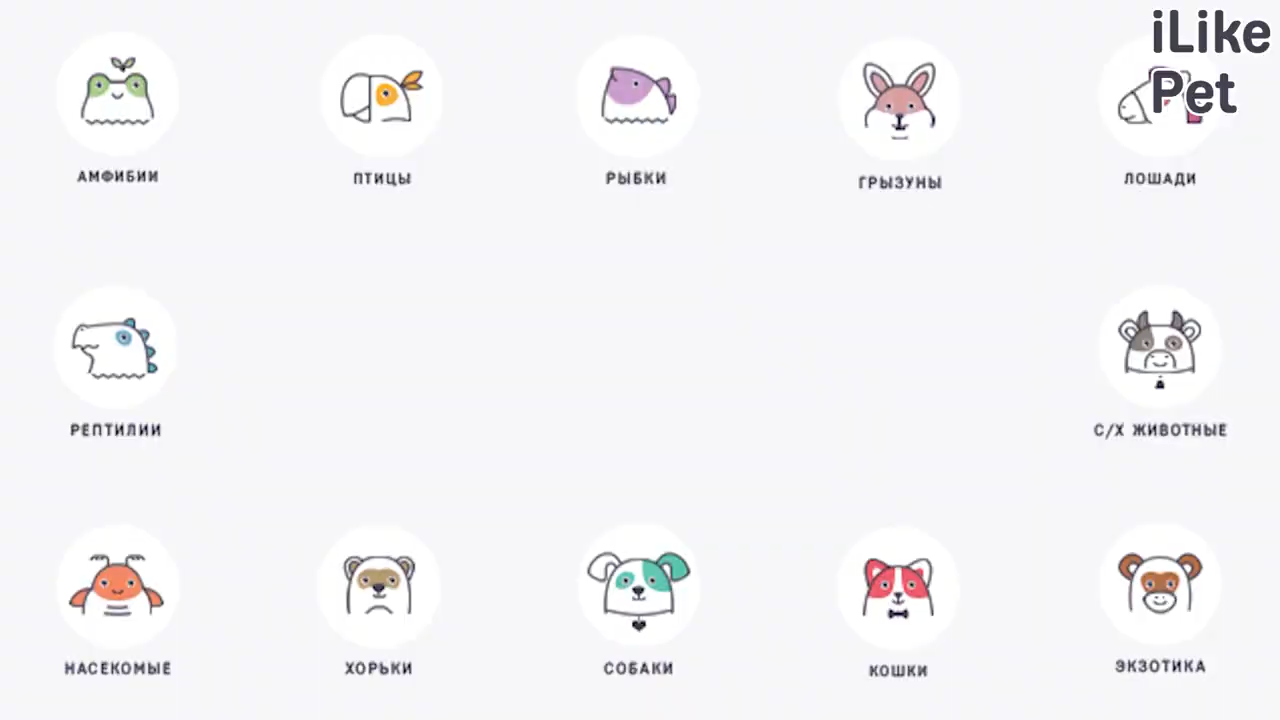 iLike
Pet
АМФИБИИ
ПТИЦЫ
РЫБКИ
ГРЫЗУНЫ
ЛОШАДИ
РЕПТИЛИИ
С/Х ЖИВОТНЫЕ
НАСЕКОМЫЕ
ХОРЬКИ
СОБАКИ
КОШКИ
ЭКЗОТИКА